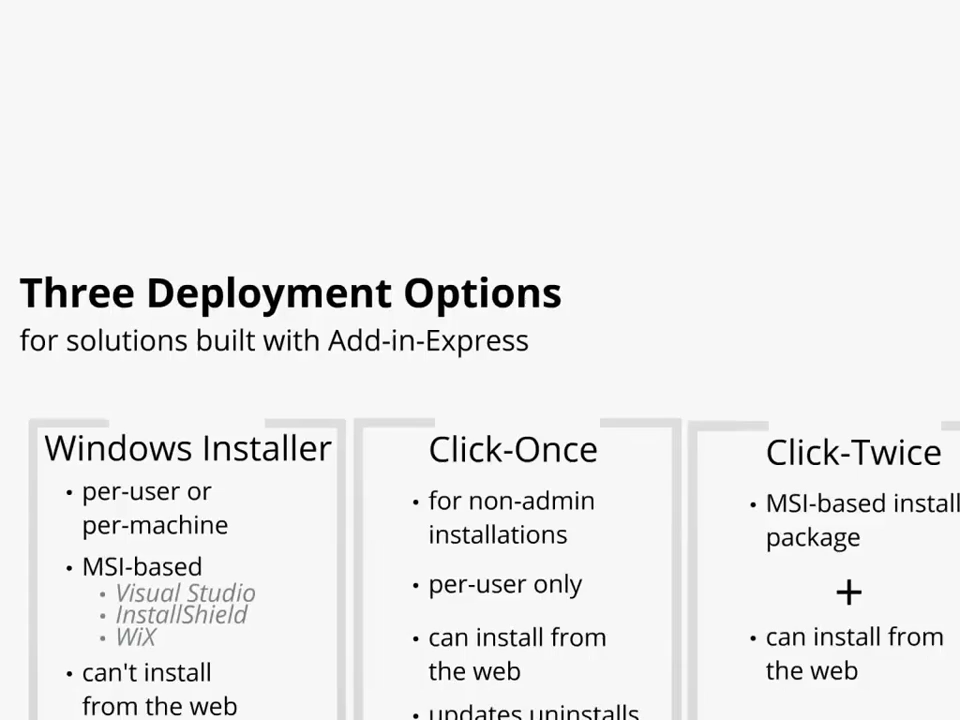 Three Deployment Options
for solutions built with Add-in-Express
Windows Installer
• per-user or
per-machine
• MSI-based
• Visual Studio
• InstallShield
• WiX
• can't install
from the web
Click-Once
• for non-admin
installations
• per-user only
• can install from
the web
• updates uninstalls
Click-Twice
• MSI-based install
package
+
• can install from
the web